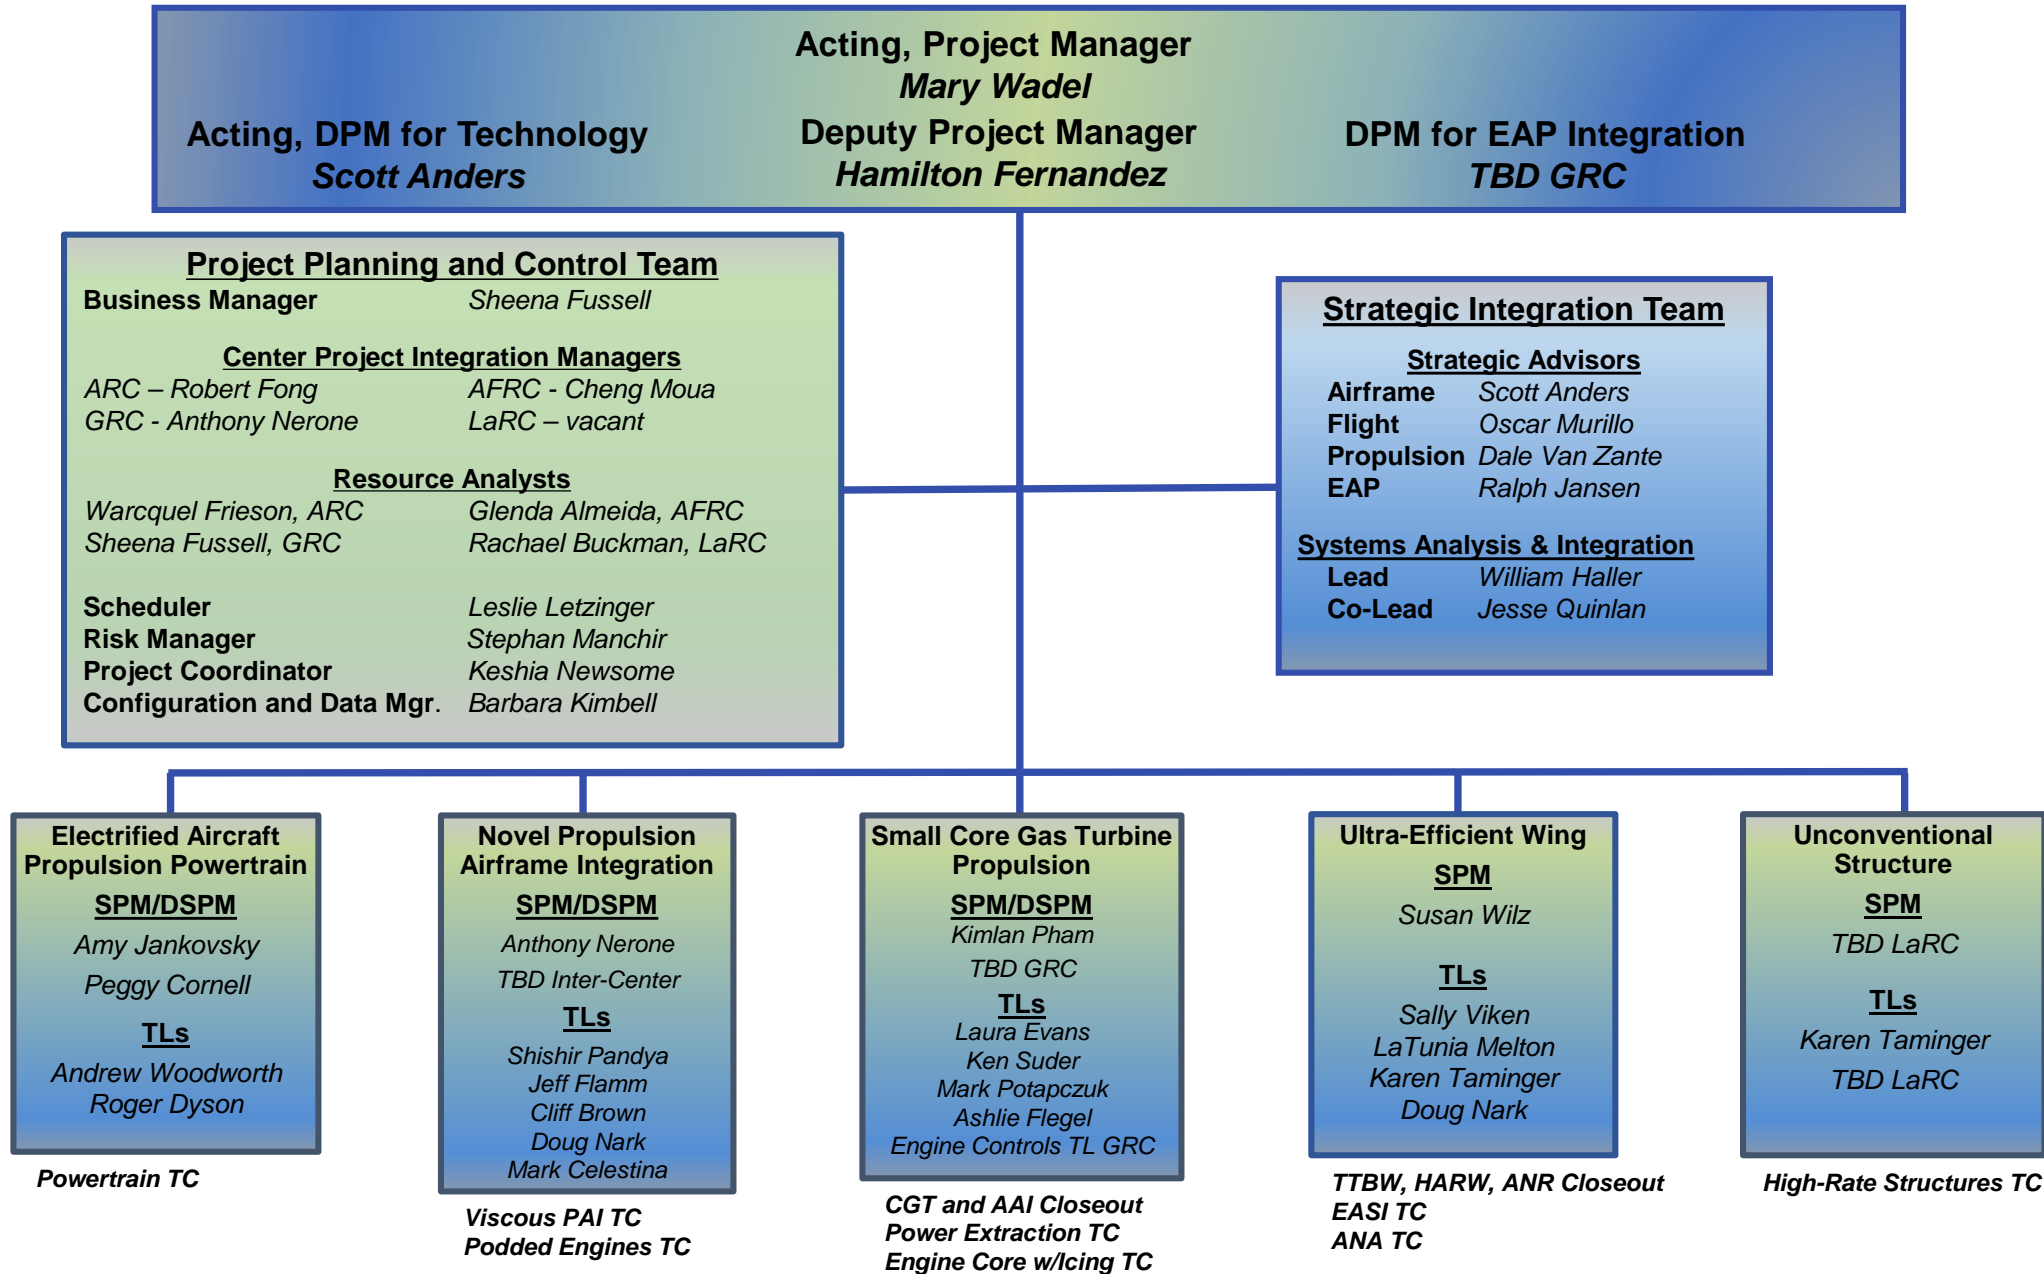 Acting, Project Manager
Mary Wadel
Acting, DPM for Technology
Scott Anders
Deputy Project Manager
Hamilton Fernandez
DPM for EAP Integration
TBD GRC
Project Planning and Control Team
Business Manager Sheena Fussell
Center Project Integration Managers
ARC – Robert Fong AFRC - Cheng Moua
GRC - Anthony Nerone LaRC – vacant
Resource Analysts
Warcquel Frieson, ARC Glenda Almeida, AFRC
Sheena Fussell, GRC Rachael Buckman, LaRC
Scheduler Leslie Letzinger
Risk Manager Stephan Manchir
Project Coordinator Keshia Newsome
Configuration and Data Mgr. Barbara Kimbell
Strategic Integration Team
Strategic Advisors
Airframe Scott Anders
Flight Oscar Murillo
Propulsion Dale Van Zante
EAP Ralph Jansen
Systems Analysis & Integration
Lead William Haller
Co-Lead Jesse Quinlan
Electrified Aircraft
Propulsion Powertrain
SPM/DSPM
Amy Jankovsky
Peggy Cornell
TLs
Andrew Woodworth
Roger Dyson
Powertrain TC
Novel Propulsion
Airframe Integration
SPM/DSPM
Anthony Nerone
TBD Inter-Center
TLs
Shishir Pandya
Jeff Flamm
Cliff Brown
Doug Nark
Mark Celestina
Viscous PAI TC
Podded Engines TC
Small Core Gas Turbine
Propulsion
SPM/DSPM
Kimlan Pham
TBD GRC
TLs
Laura Evans
Ken Suder
Mark Potapczuk
Ashlie Flegel
Engine Controls TL GRC
CGT and AAI Closeout
Power Extraction TC
Engine Core w/Icing TC
Ultra-Efficient Wing
SPM
Susan Wilz
TLs
Sally Viken
LaTunia Melton
Karen Taminger
Doug Nark
TTBW, HARW, ANR Closeout
EASI TC
ANA TC
Unconventional
Structure
SPM
TBD LaRC
TLs
Karen Taminger
TBD LaRC
High-Rate Structures TC